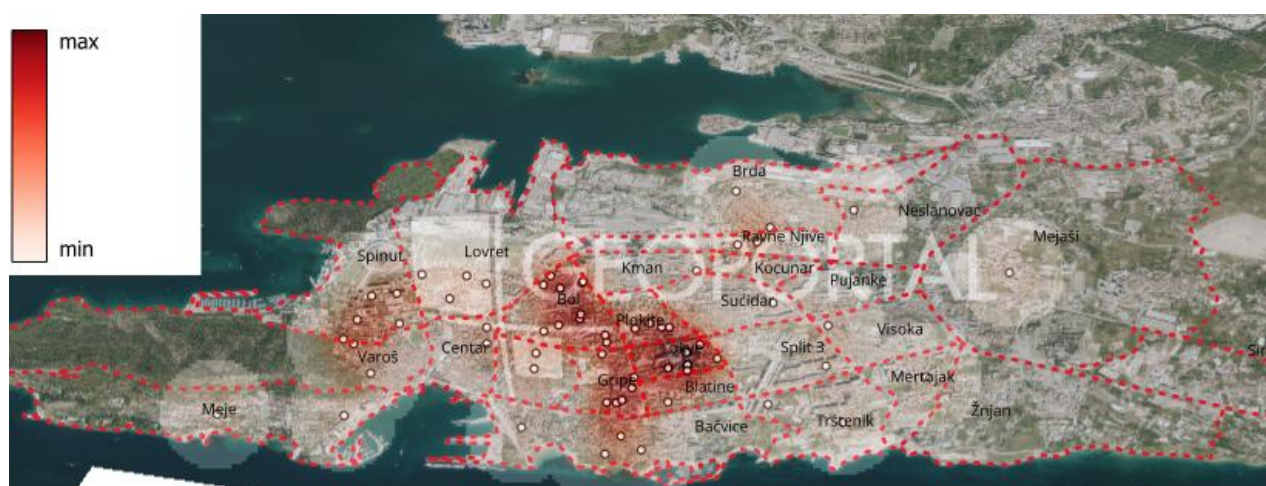 max
min
Brda
Neslanovac
Ravne Njive
Mejaši
Spinut
Lovret
GEOPORTAL
Kman
Kocunar
Pujanke
Sućidar
Bol
Plokite
Visoka
Varoš
Centar
Split 3
Gripe
Blatine
Mertojak
Meje
Bačvice
Trstenik
Žnjan